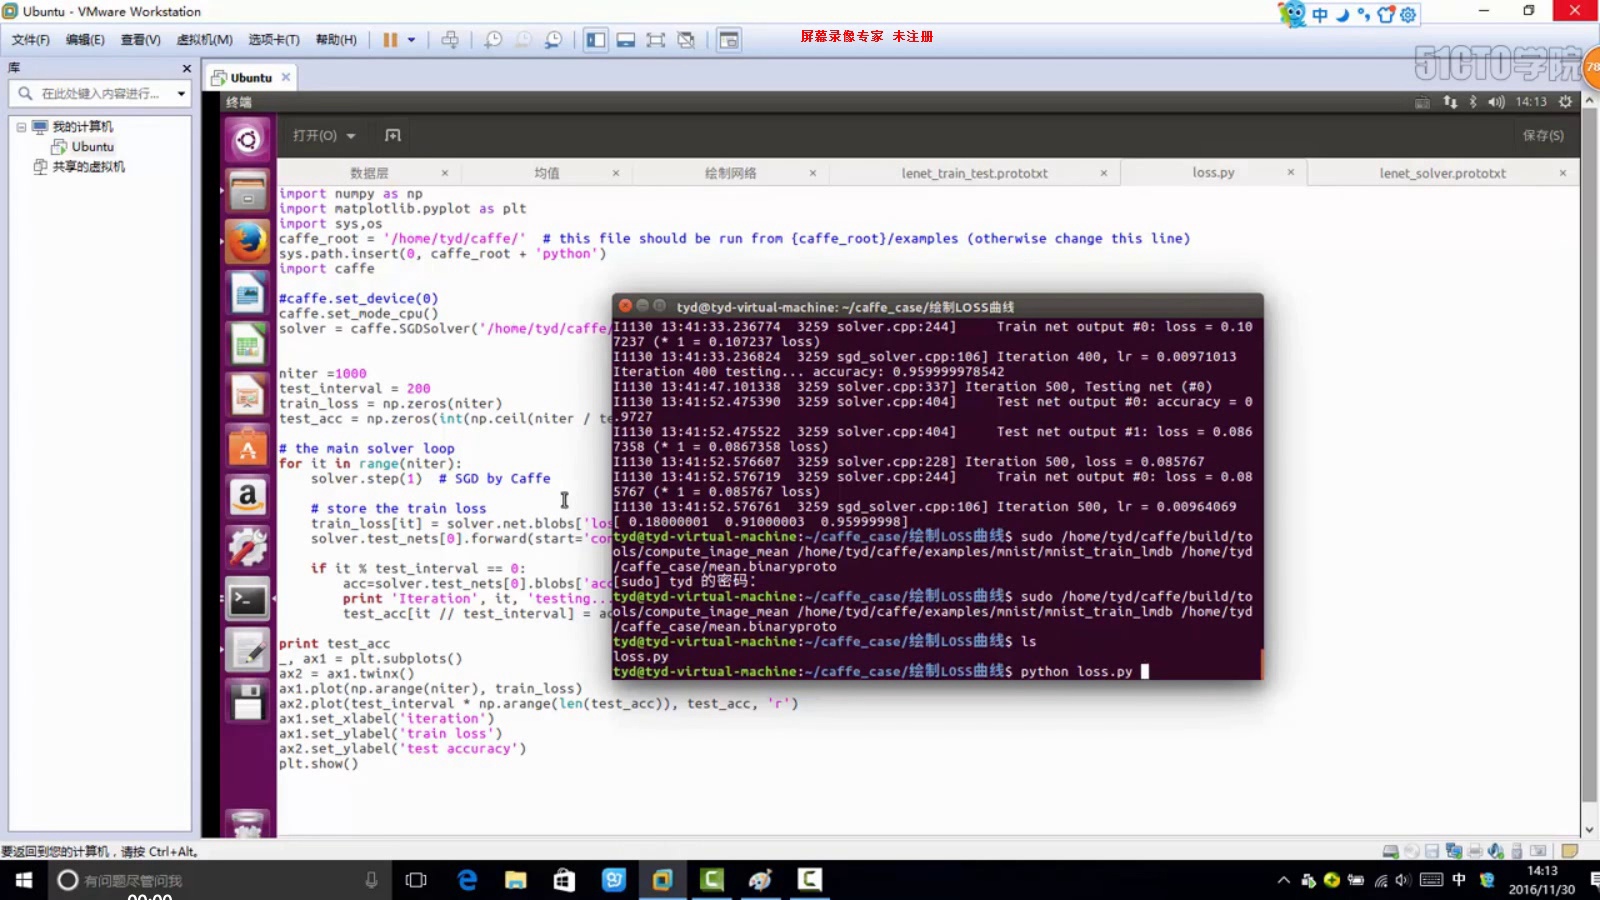 Ubuntu - VMware Workstation
中
文件(F) 编辑(E) 查看(V) 虚拟机(M) 选项卡(T) 帮助(H)
屏幕录像专家 未注册
51CTO学院
78
库
在此处键入内容进行...
我的计算机
Ubuntu
共享的虚拟机
Ubuntu
终端
14:13
打开(O)
保存(S)
数据层
均值
绘制网络
lenet_train_test.prototxt
loss.py
lenet_solver.prototxt
import numpy as np
import matplotlib.pyplot as plt
import sys,os
caffe_root = '/home/tyd/caffe/'  # this file should be run from {caffe_root}/examples (otherwise change this line)
sys.path.insert(0, caffe_root + 'python')
import caffe
#caffe.set_device(0)
caffe.set_mode_cpu()
solver = caffe.SGDSolver('/home/tyd/caffe/
niter =1000
test_interval = 200
train_loss = np.zeros(niter)
test_acc = np.zeros(int(np.ceil(niter / te
# the main solver loop
for it in range(niter):
    solver.step(1)  # SGD by Caffe
    # store the train loss
    train_loss[it] = solver.net.blobs['los
    solver.test_nets[0].forward(start='con
    if it % test_interval == 0:
        acc=solver.test_nets[0].blobs['acc
        print 'Iteration', it, 'testing...
        test_acc[it // test_interval] = ac
print test_acc
_, ax1 = plt.subplots()
ax2 = ax1.twinx()
ax1.plot(np.arange(niter), train_loss)
ax2.plot(test_interval * np.arange(len(test_acc)), test_acc, 'r')
ax1.set_xlabel('iteration')
ax1.set_ylabel('train loss')
ax2.set_ylabel('test accuracy')
plt.show()
tyd@tyd-virtual-machine: ~/caffe_case/绘制LOSS曲线
I1130 13:41:33.236774  3259 solver.cpp:244]     Train net output #0: loss = 0.10
7237 (* 1 = 0.107237 loss)
I1130 13:41:33.236824  3259 sgd_solver.cpp:106] Iteration 400, lr = 0.00971013
Iteration 400 testing... accuracy: 0.959999978542
I1130 13:41:47.101338  3259 solver.cpp:337] Iteration 500, Testing net (#0)
I1130 13:41:52.475390  3259 solver.cpp:404]     Test net output #0: accuracy = 0
.9727
I1130 13:41:52.475522  3259 solver.cpp:404]     Test net output #1: loss = 0.086
7358 (* 1 = 0.0867358 loss)
I1130 13:41:52.576607  3259 solver.cpp:228] Iteration 500, loss = 0.085767
I1130 13:41:52.576719  3259 solver.cpp:244]     Train net output #0: loss = 0.08
5767 (* 1 = 0.085767 loss)
I1130 13:41:52.576761  3259 sgd_solver.cpp:106] Iteration 500, lr = 0.00964069
[ 0.18000001  0.91000003  0.95999998]
tyd@tyd-virtual-machine:~/caffe_case/绘制LOSS曲线$ sudo /home/tyd/caffe/build/to
ols/compute_image_mean /home/tyd/caffe/examples/mnist/mnist_train_lmdb /home/tyd
/caffe_case/mean.binaryproto
[sudo] tyd 的密码：
tyd@tyd-virtual-machine:~/caffe_case/绘制LOSS曲线$ sudo /home/tyd/caffe/build/to
ols/compute_image_mean /home/tyd/caffe/examples/mnist/mnist_train_lmdb /home/tyd
/caffe_case/mean.binaryproto
tyd@tyd-virtual-machine:~/caffe_case/绘制LOSS曲线$ ls
loss.py
tyd@tyd-virtual-machine:~/caffe_case/绘制LOSS曲线$ python loss.py
要返回到您的计算机，请按 Ctrl+Alt。
有问题尽管问我
中
14:13
2016/11/30
00:00